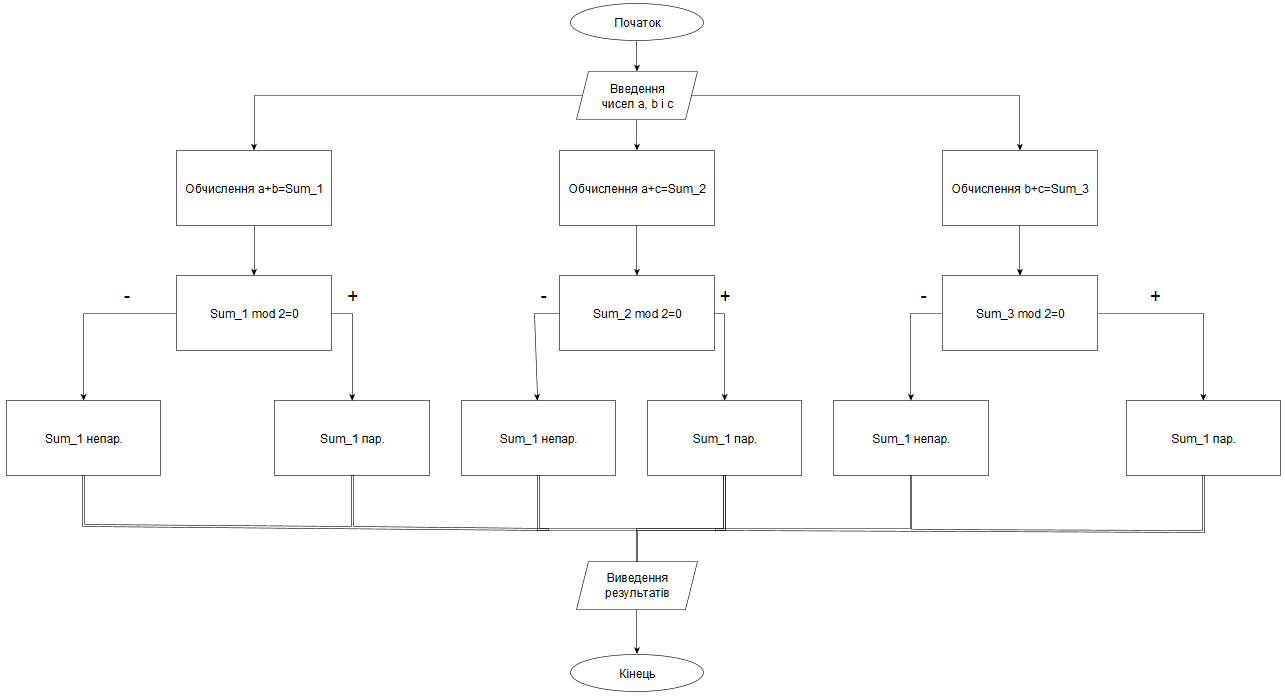 Початок
Введення
чисел a, b і c
Обчислення a+b=Sum_1
Обчислення a+c=Sum_2
Обчислення b+c=Sum_3
-
+
-
+
-
+
Sum_1 mod 2=0
Sum_2 mod 2=0
Sum_3 mod 2=0
Sum_1 непар.
Sum_1 пар.
Sum_1 непар.
Sum_1 пар.
Sum_1 непар.
Sum_1 пар.
Виведення
результатів
Кінець